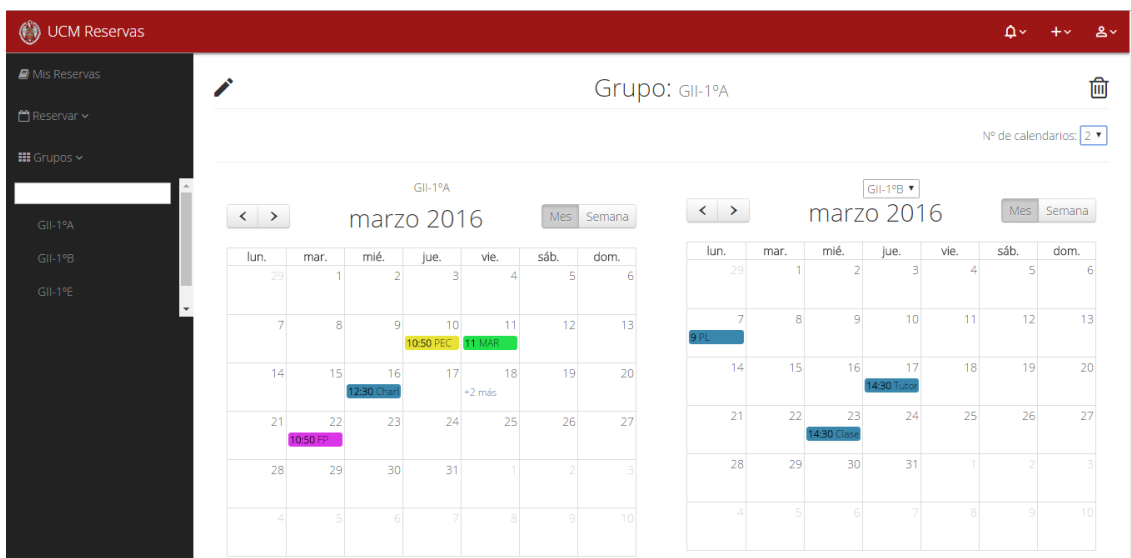 UCM Reservas
Mis Reservas
Reservar
Grupos
GII-1ºA
GII-1ºB
GII-1ºE
Grupo: GII-1ºA
Nº de calendarios: 2
GII-1ºA
marzo 2016
Mes Semana
lun. mar. mié. jue. vie. sáb. dom.
29 1 2 3 4 5 6
7 8 9 10 11 12 13
10:50 PEC 11 MAR
14 15 16 17 18 19 20
12:30 Charl +2 más
21 22 23 24 25 26 27
10:50 FP
28 29 30 31 1 2 3
4 5 6 7 8 9 10
GII-1ºB
marzo 2016
Mes Semana
lun. mar. mié. jue. vie. sáb. dom.
29 1 2 3 4 5 6
7 8 9 10 11 12 13
9 PL
14 15 16 17 18 19 20
14:30 Tutor
21 22 23 24 25 26 27
14:30 Clase
28 29 30 31 1 2 3
4 5 6 7 8 9 10